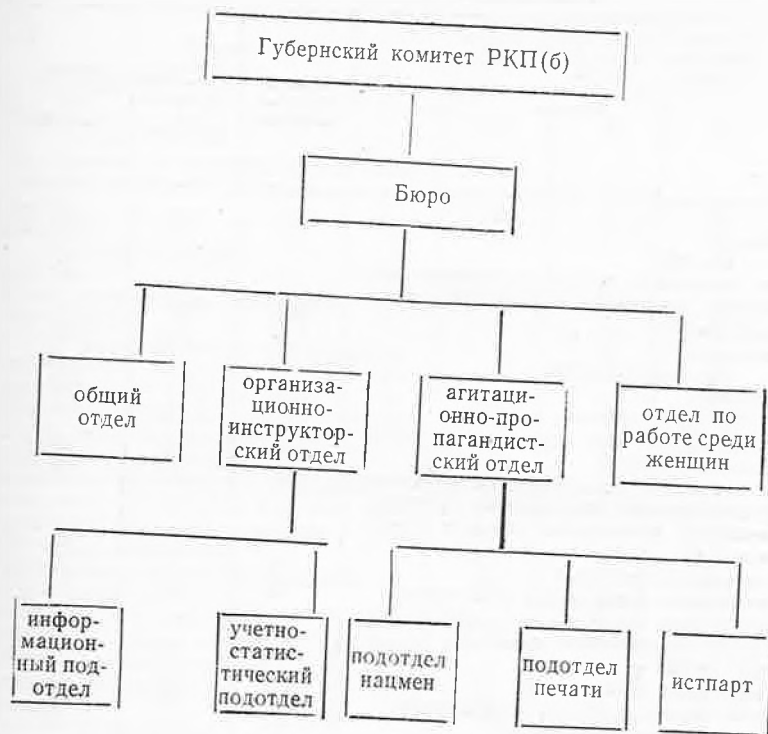 Губернский комитет РКП(б)
Бюро
общий
отдел
организа-
ционно-
инструктор-
ский отдел
агитаци-
онно-про-
пагандист-
ский отдел
отдел по
работе среди
женщин
инфор-
мацион-
ный под-
отдел
учетно-
статис-
тический
подотдел
подотдел
нацмен
подотдел
печати
истпарт